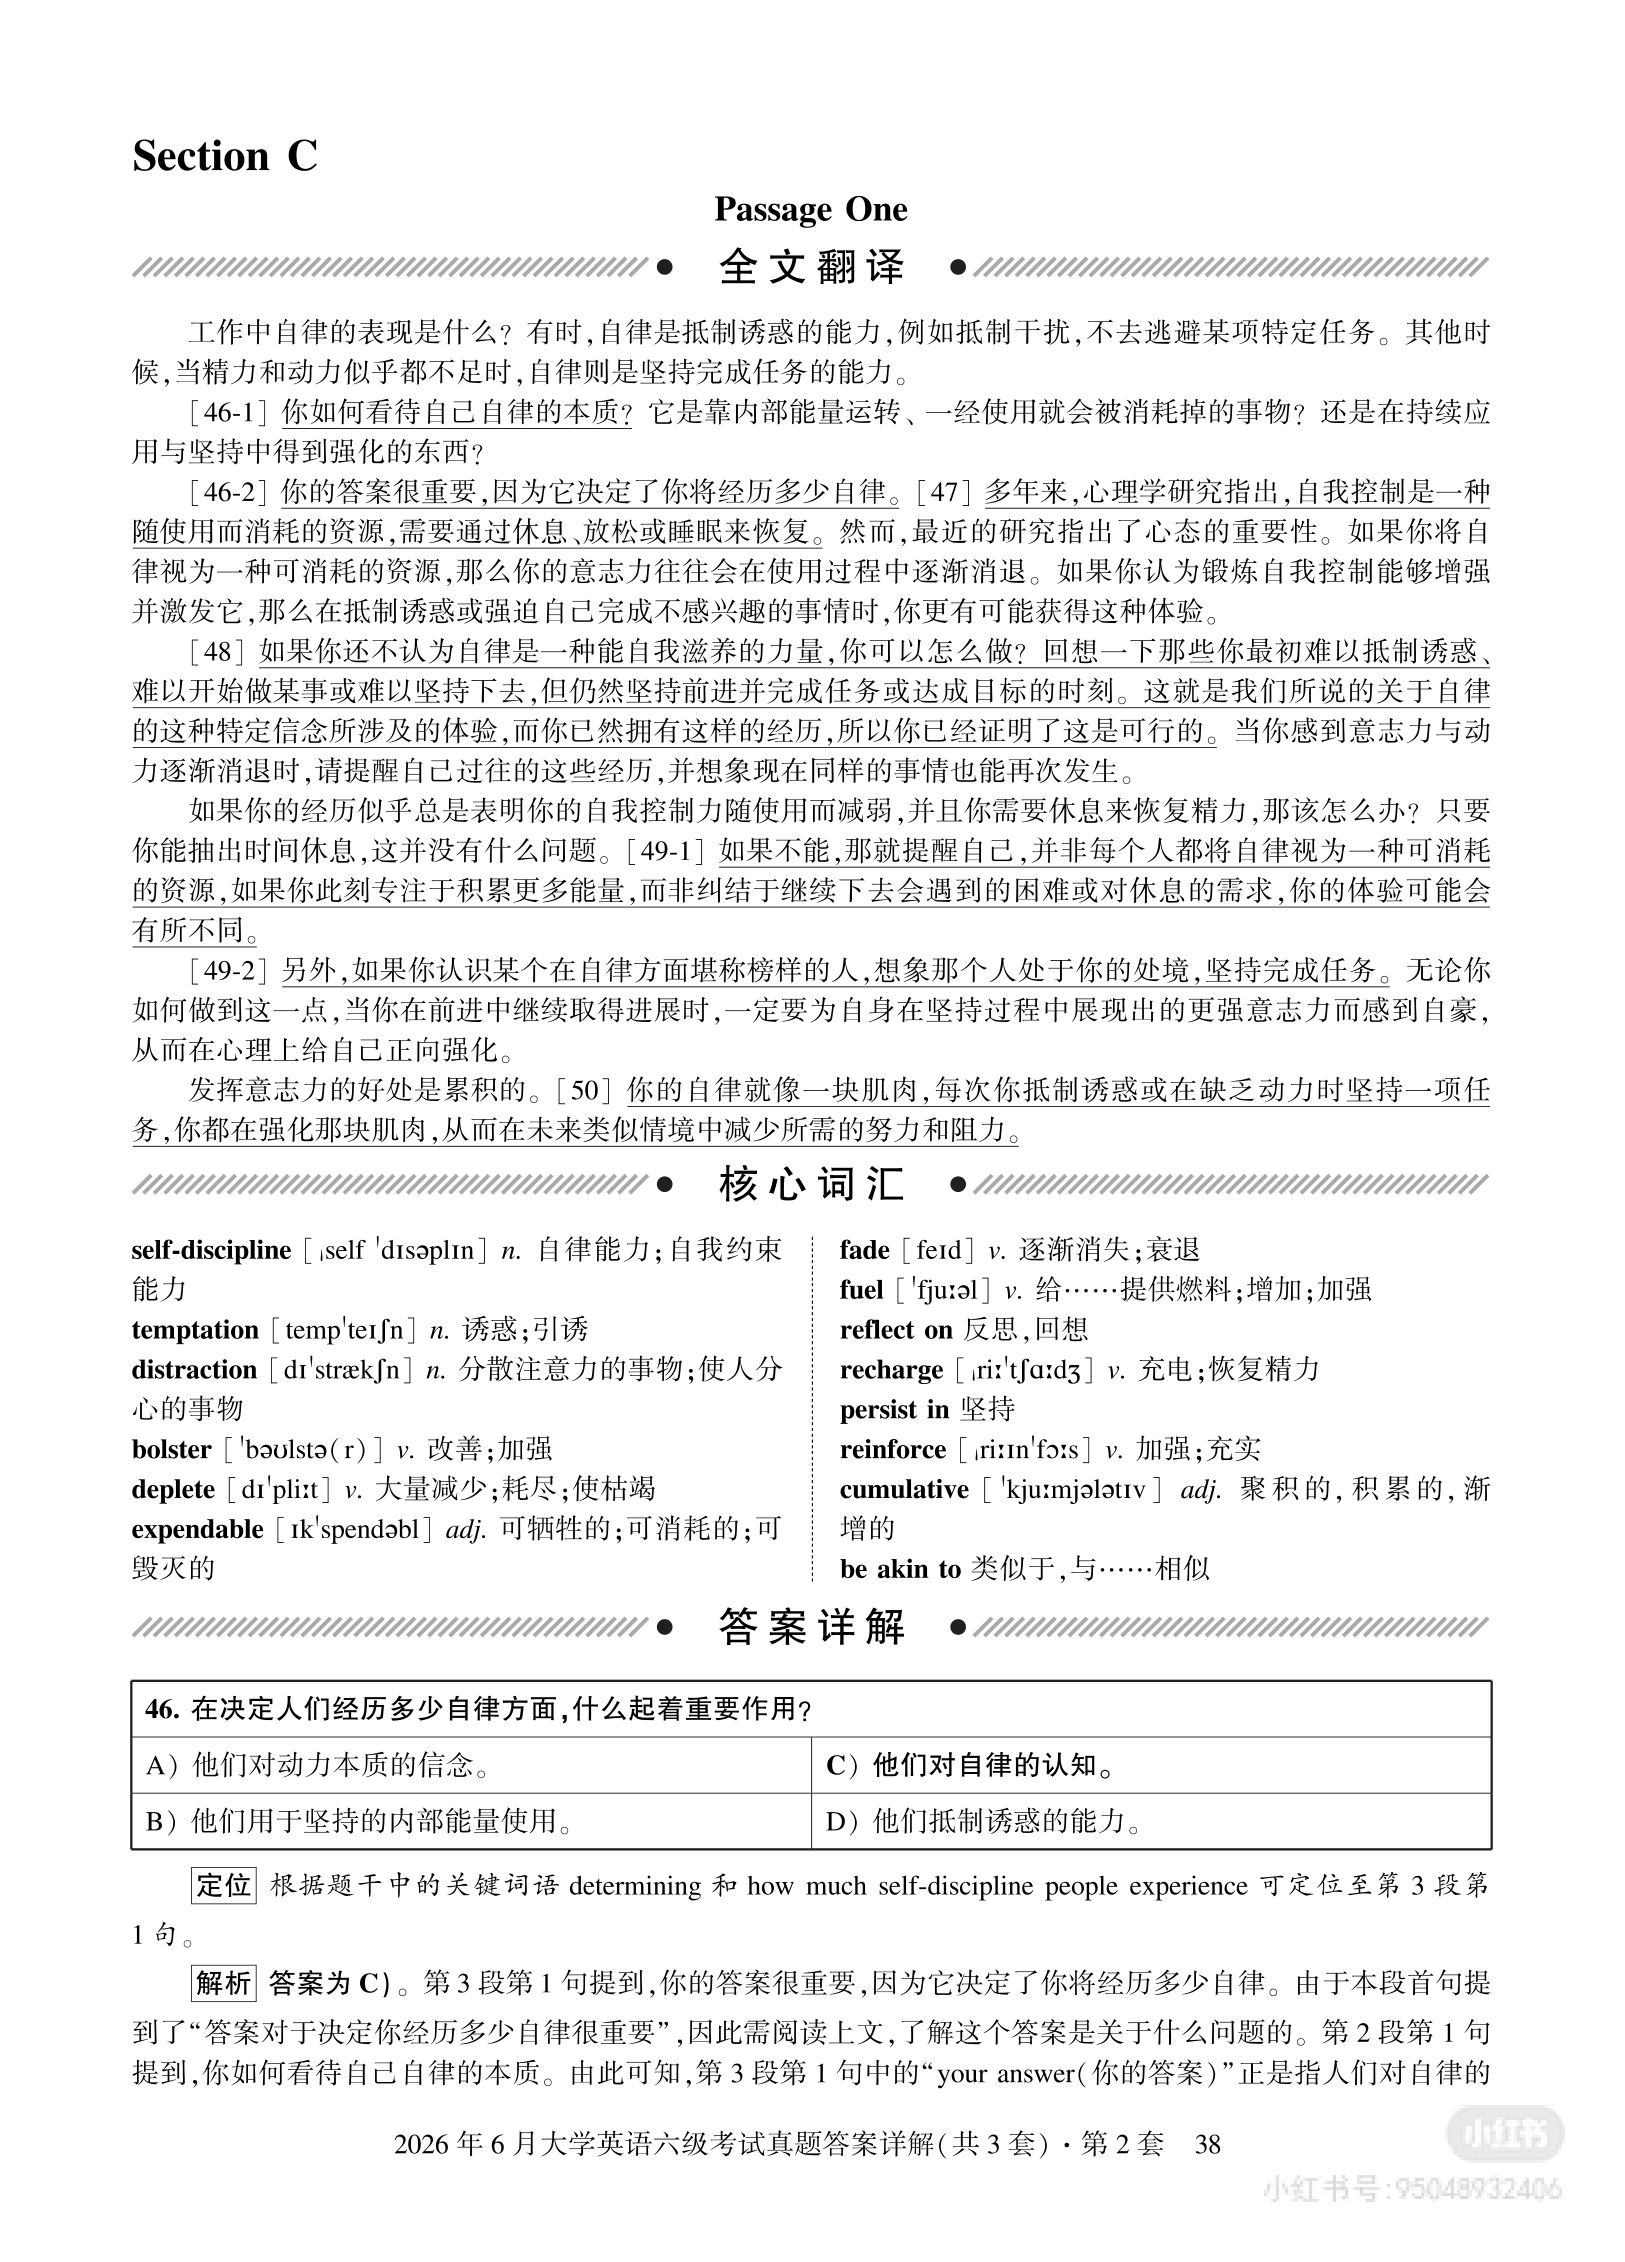 Section C
Passage One
全文翻译
工作中自律的表现是什么？有时，自律是抵制诱惑的能力，例如抵制干扰，不去逃避某项特定任务。其他时
候，当精力和动力似乎都不足时，自律则是坚持完成任务的能力。
［46-1］你如何看待自己自律的本质？它是靠内部能量运转、一经使用就会被消耗掉的事物？还是在持续应
用与坚持中得到强化的东西？
［46-2］你的答案很重要，因为它决定了你将经历多少自律。［47］多年来，心理学研究指出，自我控制是一种
随使用而消耗的资源，需要通过休息、放松或睡眠来恢复。然而，最近的研究指出了心态的重要性。如果你将自
律视为一种可消耗的资源，那么你的意志力往往会在使用过程中逐渐消退。如果你认为锻炼自我控制能够增强
并激发它，那么在抵制诱惑或强迫自己完成不感兴趣的事情时，你更有可能获得这种体验。
［48］如果你还不认为自律是一种能自我滋养的力量，你可以怎么做？回想一下那些你最初难以抵制诱惑、
难以开始做某事或难以坚持下去，但仍然坚持前进并完成任务或达成目标的时刻。这就是我们所说的关于自律
的这种特定信念所涉及的体验，而你已然拥有这样的经历，所以你已经证明了这是可行的。当你感到意志力与动
力逐渐消退时，请提醒自己过往的这些经历，并想象现在同样的事情也能再次发生。
如果你的经历似乎总是表明你的自我控制力随使用而减弱，并且你需要休息来恢复精力，那该怎么办？只要
你能抽出时间休息，这并没有什么问题。［49-1］如果不能，那就提醒自己，并非每个人都将自律视为一种可消耗
的资源，如果你此刻专注于积累更多能量，而非纠结于继续下去会遇到的困难或对休息的需求，你的体验可能会
有所不同。
［49-2］另外，如果你认识某个在自律方面堪称榜样的人，想象那个人处于你的处境，坚持完成任务。无论你
如何做到这一点，当你在前进中继续取得进展时，一定要为自身在坚持过程中展现出的更强意志力而感到自豪，
从而在心理上给自己正向强化。
发挥意志力的好处是累积的。［50］你的自律就像一块肌肉，每次你抵制诱惑或在缺乏动力时坚持一项任
务，你都在强化那块肌肉，从而在未来类似情境中减少所需的努力和阻力。
核心词汇
self-discipline［ˌself ˈdɪsəplɪn］n. 自律能力；自我约束
能力
temptation［tempˈteɪʃn］n. 诱惑；引诱
distraction［dɪˈstrækʃn］n. 分散注意力的事物；使人分
心的事物
bolster［ˈbəʊlstə(r)］v. 改善；加强
deplete［dɪˈpliːt］v. 大量减少；耗尽；使枯竭
expendable［ɪkˈspendəbl］adj. 可牺牲的；可消耗的；可
毁灭的
fade［feɪd］v. 逐渐消失；衰退
fuel［ˈfjuːəl］v. 给……提供燃料；增加；加强
reflect on 反思，回想
recharge［ˌriːˈtʃɑːdʒ］v. 充电；恢复精力
persist in 坚持
reinforce［ˌriːɪnˈfɔːs］v. 加强；充实
cumulative［ˈkjuːmjələtɪv］adj. 聚积的，积累的，渐
增的
be akin to 类似于，与……相似
答案详解
46. 在决定人们经历多少自律方面，什么起着重要作用？
A）他们对动力本质的信念。
C）他们对自律的认知。
B）他们用于坚持的内部能量使用。
D）他们抵制诱惑的能力。
定位 根据题干中的关键词语 determining 和 how much self-discipline people experience 可定位至第 3 段第
1 句。
解析 答案为 C）。第 3 段第 1 句提到，你的答案很重要，因为它决定了你将经历多少自律。由于本段首句提
到了“答案对于决定你经历多少自律很重要”，因此需阅读上文，了解这个答案是关于什么问题的。第 2 段第 1 句
提到，你如何看待自己自律的本质。由此可知，第 3 段第 1 句中的“your answer（你的答案）”正是指人们对自律的
2026 年 6 月大学英语六级考试真题答案详解（共 3 套）·第 2 套 38
小红书
小红书号:95048932406